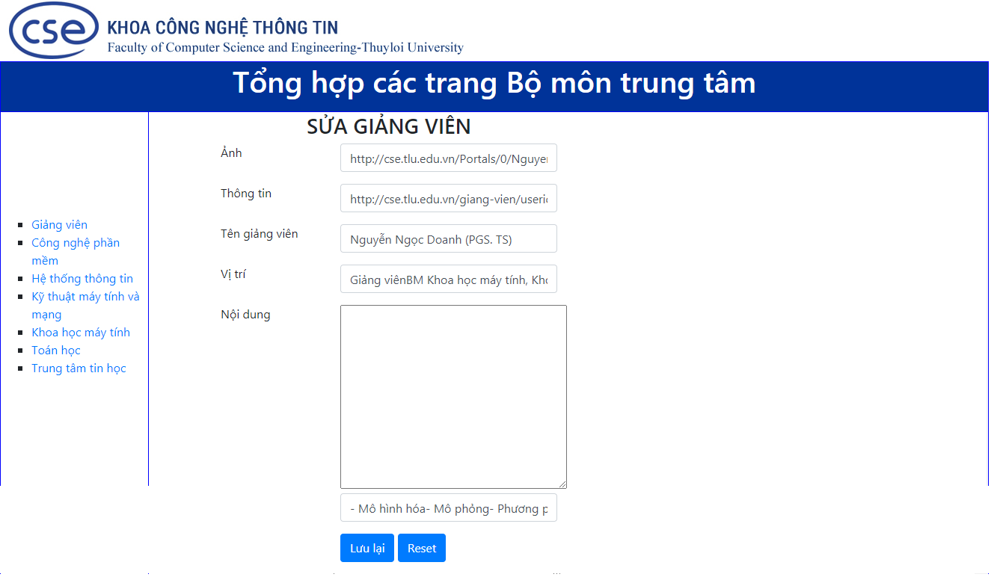 cse
KHOA CÔNG NGHỆ THÔNG TIN
Faculty of Computer Science and Engineering-Thuyloi University
Tổng hợp các trang Bộ môn trung tâm
Giảng viên
Công nghệ phần
mềm
Hệ thống thông tin
Kỹ thuật máy tính và
mạng
Khoa học máy tính
Toán học
Trung tâm tin học
SỬA GIẢNG VIÊN
Ảnh
http://cse.tlu.edu.vn/Portals/0/Nguyen
Thông tin
http://cse.tlu.edu.vn/giang-vien/userid
Tên giảng viên
Nguyễn Ngọc Doanh (PGS. TS)
Vị trí
Giảng viênBM Khoa học máy tính, Kho
Nội dung
- Mô hình hóa- Mô phỏng- Phương p
Lưu lại Reset